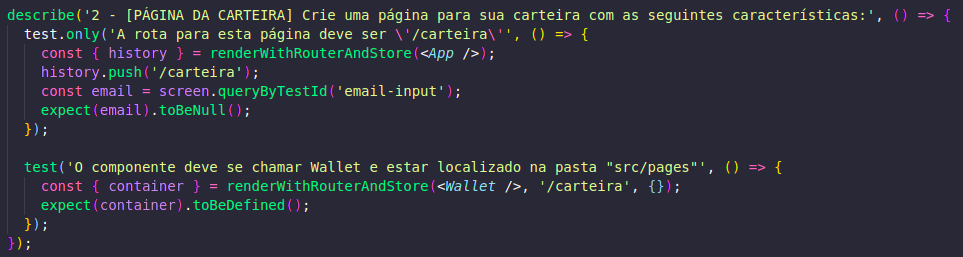 describe('2 - [PÁGINA DA CARTEIRA] Crie uma página para sua carteira com as seguintes características:', () => {
  test.only('A rota para esta página deve ser \'/carteira\'', () => {
    const { history } = renderWithRouterAndStore(<App />);
    history.push('/carteira');
    const email = screen.queryByTestId('email-input');
    expect(email).toBeNull();
  });

  test('O componente deve se chamar Wallet e estar localizado na pasta "src/pages"', () => {
    const { container } = renderWithRouterAndStore(<Wallet />, '/carteira', {});
    expect(container).toBeDefined();
  });
});